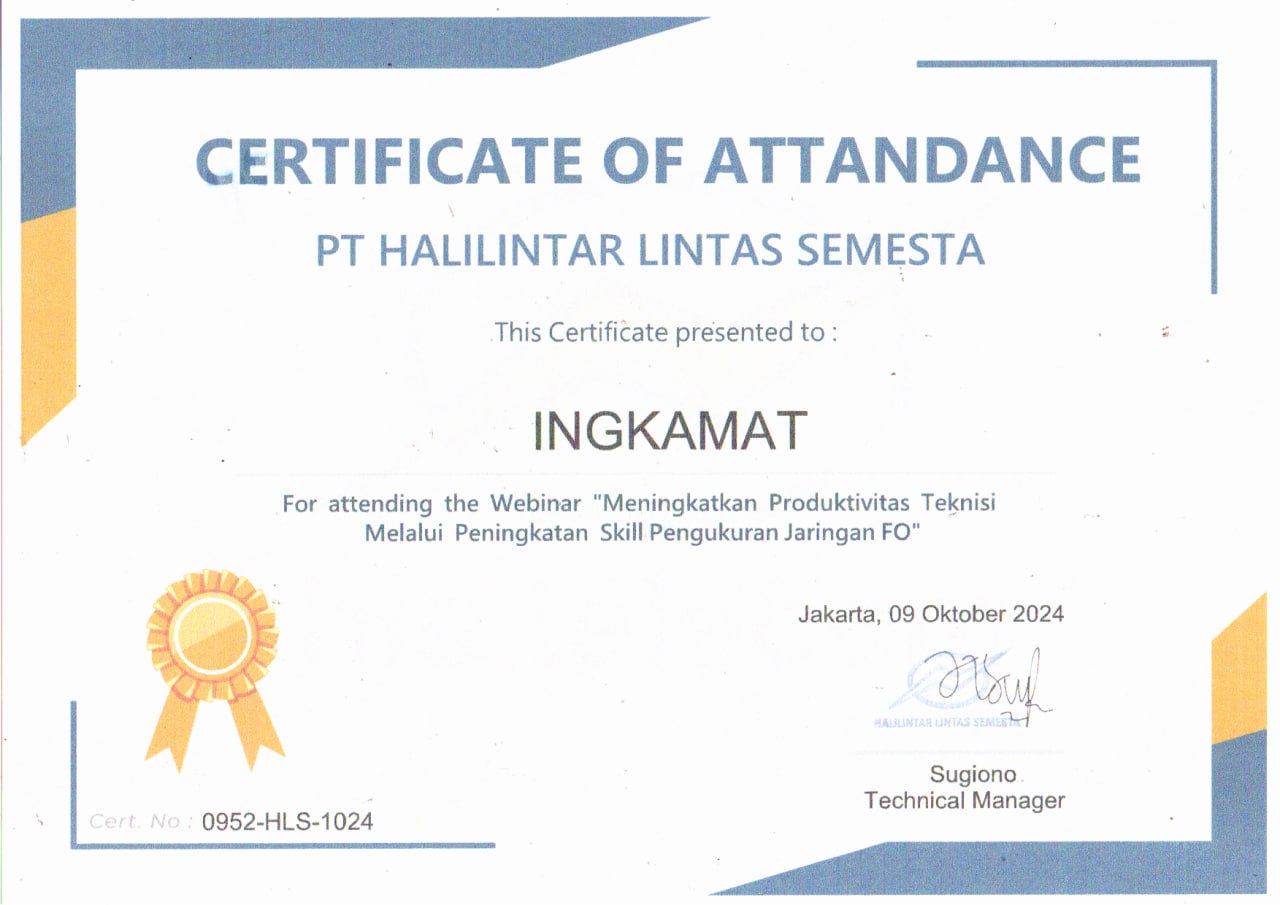 CERTIFICATE OF ATTANDANCE
PT HALILINTAR LINTAS SEMESTA
This Certificate presented to :
INGKAMAT
For attending the Webinar "Meningkatkan Produktivitas Teknisi
Melalui Peningkatan Skill Pengukuran Jaringan FO"
Jakarta, 09 Oktober 2024
HALILINTAR LINTAS SEMESTA
Sugiono
Technical Manager
Cert. No : 0952-HLS-1024